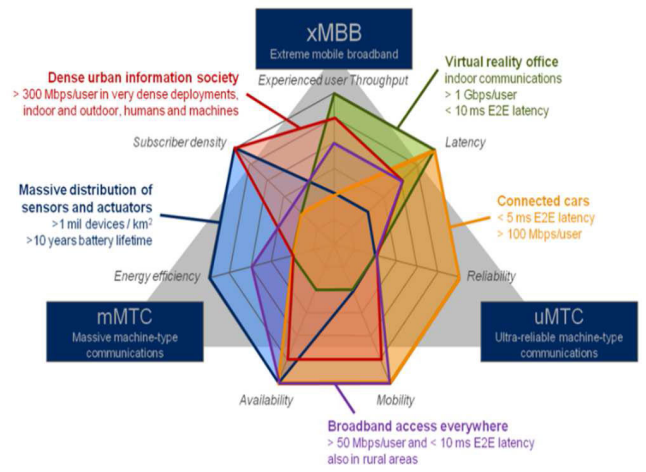 xMBB
Extreme mobile broadband
Experienced user Throughput
Virtual reality office
indoor communications
> 1 Gbps/user
< 10 ms E2E latency
Dense urban information society
> 300 Mbps/user in very dense deployments,
indoor and outdoor, humans and machines
Subscriber density
Latency
Massive distribution of
sensors and actuators
>1 mil devices / km²
>10 years battery lifetime
Connected cars
< 5 ms E2E latency
> 100 Mbps/user
Energy efficiency
Reliability
mMTC
Massive machine-type
communications
uMTC
Ultra-reliable machine-type
communications
Availability
Mobility
Broadband access everywhere
> 50 Mbps/user and < 10 ms E2E latency
also in rural areas